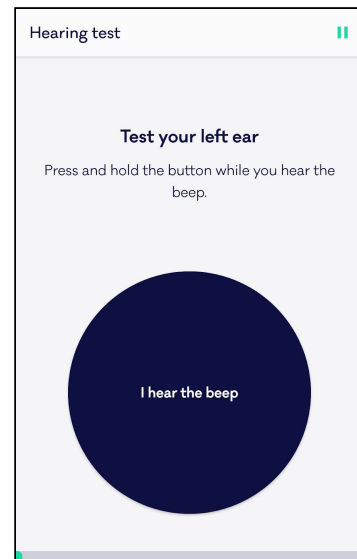 Hearing test
Test your left ear
Press and hold the button while you hear the
beep.
I hear the beep